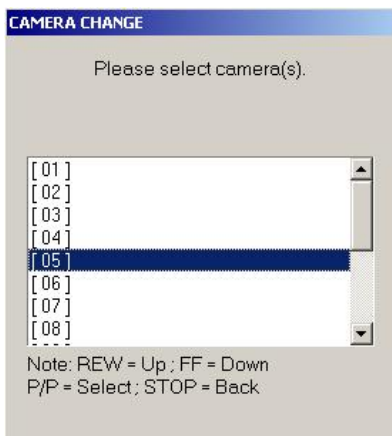 CAMERA CHANGE
Please select camera(s).
[ 01 ]
[ 02 ]
[ 03 ]
[ 04 ]
[ 05 ]
[ 06 ]
[ 07 ]
[ 08 ]
Note: REW = Up ; FF = Down
P/P = Select ; STOP = Back